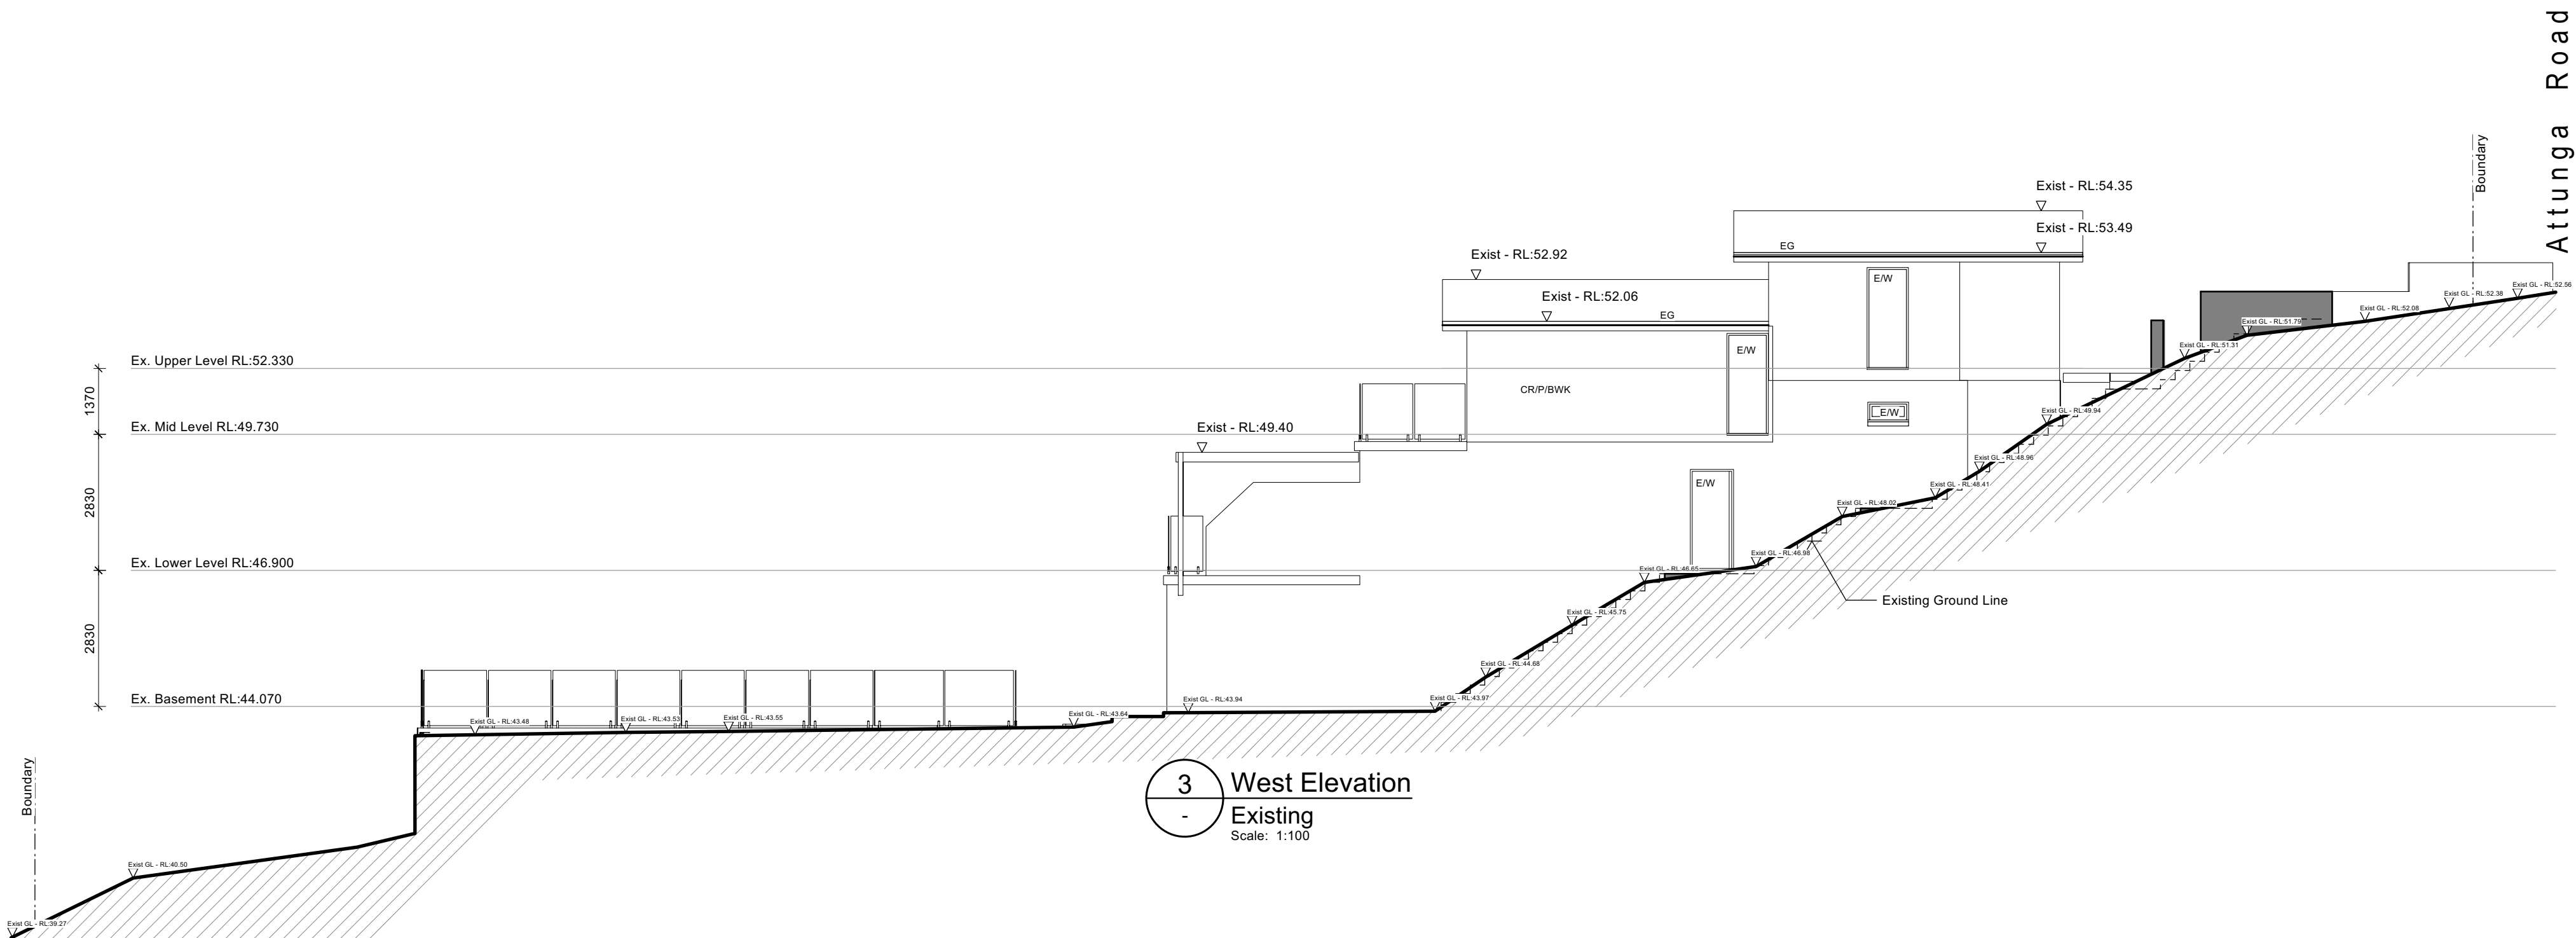 Attunga Road
Boundary
Exist - RL:54.35
Exist - RL:53.49
EG
Exist - RL:52.92
Exist - RL:52.06
EG
E/W
E/W
CR/P/BWK
E/W
E/W
Exist GL - RL:52.56
Exist GL - RL:52.38
Exist GL - RL:52.08
Exist GL - RL:51.79
Exist GL - RL:51.31
Ex. Upper Level RL:52.330
1370
Ex. Mid Level RL:49.730
Exist - RL:49.40
Exist GL - RL:49.94
Exist GL - RL:48.96
Exist GL - RL:48.41
Exist GL - RL:48.02
2830
Ex. Lower Level RL:46.900
Exist GL - RL:46.98
Exist GL - RL:46.65
Existing Ground Line
Exist GL - RL:45.75
2830
Exist GL - RL:44.68
Ex. Basement RL:44.070
Exist GL - RL:43.97
Exist GL - RL:43.94
Exist GL - RL:43.64
Exist GL - RL:43.55
Exist GL - RL:43.53
Exist GL - RL:43.48
Boundary
3
-
West Elevation
Existing
Scale: 1:100
Exist GL - RL:40.50
Exist GL - RL:39.27